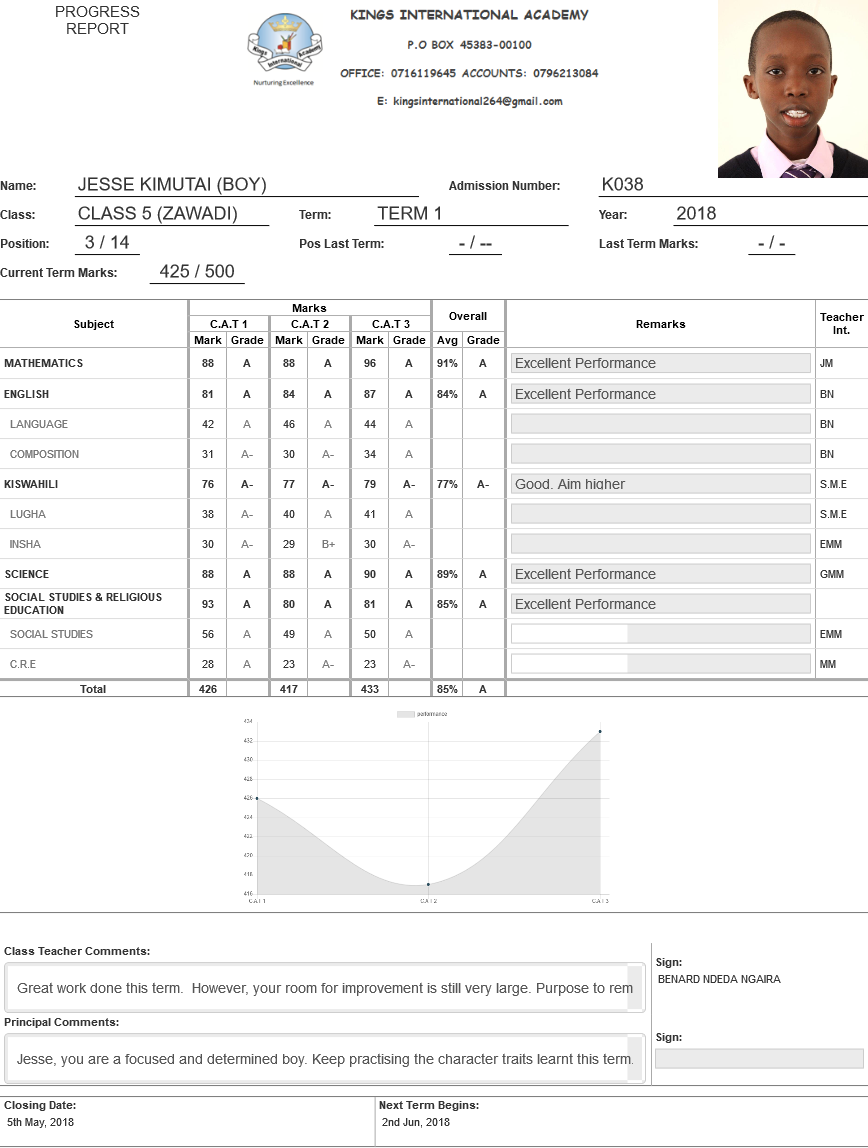 PROGRESS
REPORT
KINGS INTERNATIONAL ACADEMY
P.O BOX 45383-00100
OFFICE: 0716119645 ACCOUNTS: 0796213084
E: kingsinternational264@gmail.com
Kings Academy
International
Nurturing Excellence
Name: JESSE KIMUTAI (BOY) Admission Number: K038
Class: CLASS 5 (ZAWADI) Term: TERM 1 Year: 2018
Position: 3 / 14 Pos Last Term: - / -- Last Term Marks: - / -
Current Term Marks: 425 / 500
Subject Marks Overall Remarks Teacher Int.
C.A.T 1 C.A.T 2 C.A.T 3
Mark Grade Mark Grade Mark Grade Avg Grade
MATHEMATICS 88 A 88 A 96 A 91% A Excellent Performance JM
ENGLISH 81 A 84 A 87 A 84% A Excellent Performance BN
LANGUAGE 42 A 46 A 44 A BN
COMPOSITION 31 A- 30 A- 34 A BN
KISWAHILI 76 A- 77 A- 79 A- 77% A- Good. Aim higher S.M.E
LUGHA 38 A- 40 A 41 A S.M.E
INSHA 30 A- 29 B+ 30 A- EMM
SCIENCE 88 A 88 A 90 A 89% A Excellent Performance GMM
SOCIAL STUDIES & RELIGIOUS
EDUCATION 93 A 80 A 81 A 85% A Excellent Performance
SOCIAL STUDIES 56 A 49 A 50 A EMM
C.R.E 28 A 23 A- 23 A- MM
Total 426 417 433 85% A
performance
434
432
430
428
426
424
422
420
418
416
C.A.T 1 C.A.T 2 C.A.T 3
Class Teacher Comments:
Great work done this term. However, your room for improvement is still very large. Purpose to rem
Sign:
BENARD NDEDA NGAIRA
Principal Comments:
Jesse, you are a focused and determined boy. Keep practising the character traits learnt this term.
Sign:
Closing Date: Next Term Begins:
5th May, 2018 2nd Jun, 2018